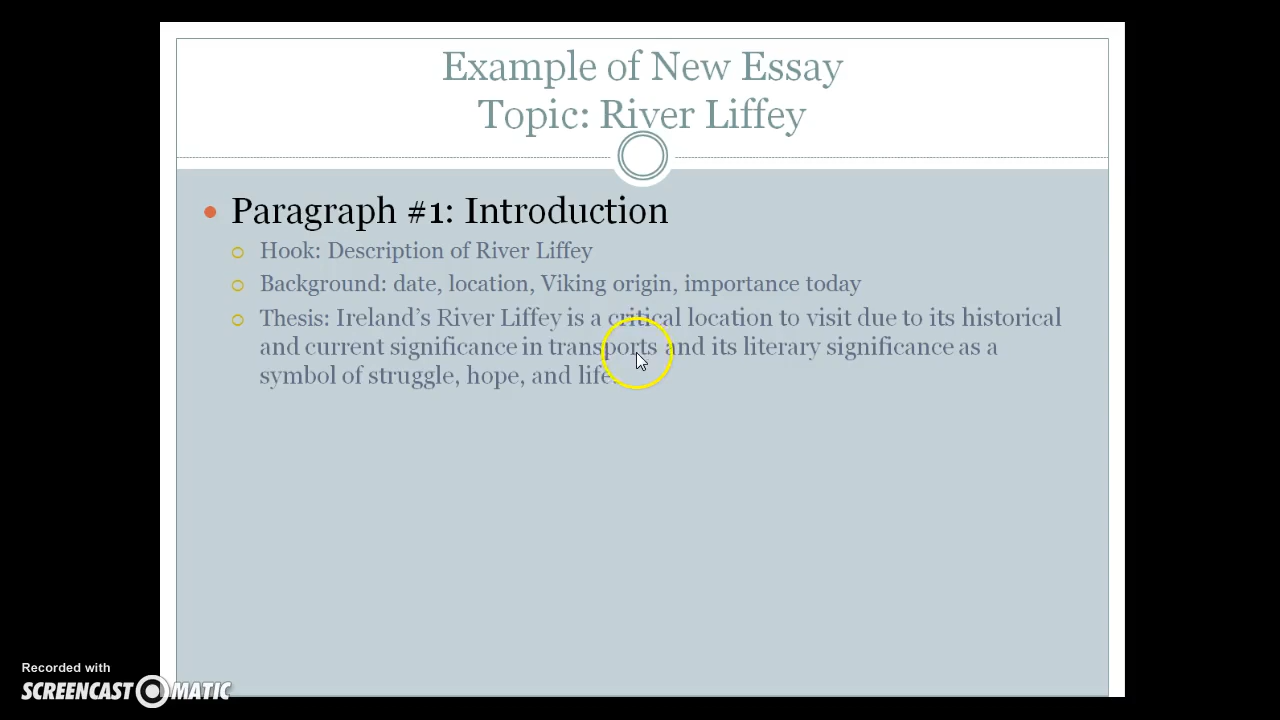 Example of New Essay
Topic: River Liffey
Paragraph #1: Introduction
Hook: Description of River Liffey
Background: date, location, Viking origin, importance today
Thesis: Ireland's River Liffey is a critical location to visit due to its historical
and current significance in transports and its literary significance as a
symbol of struggle, hope, and life.
Recorded with
SCREENCAST O MATIC